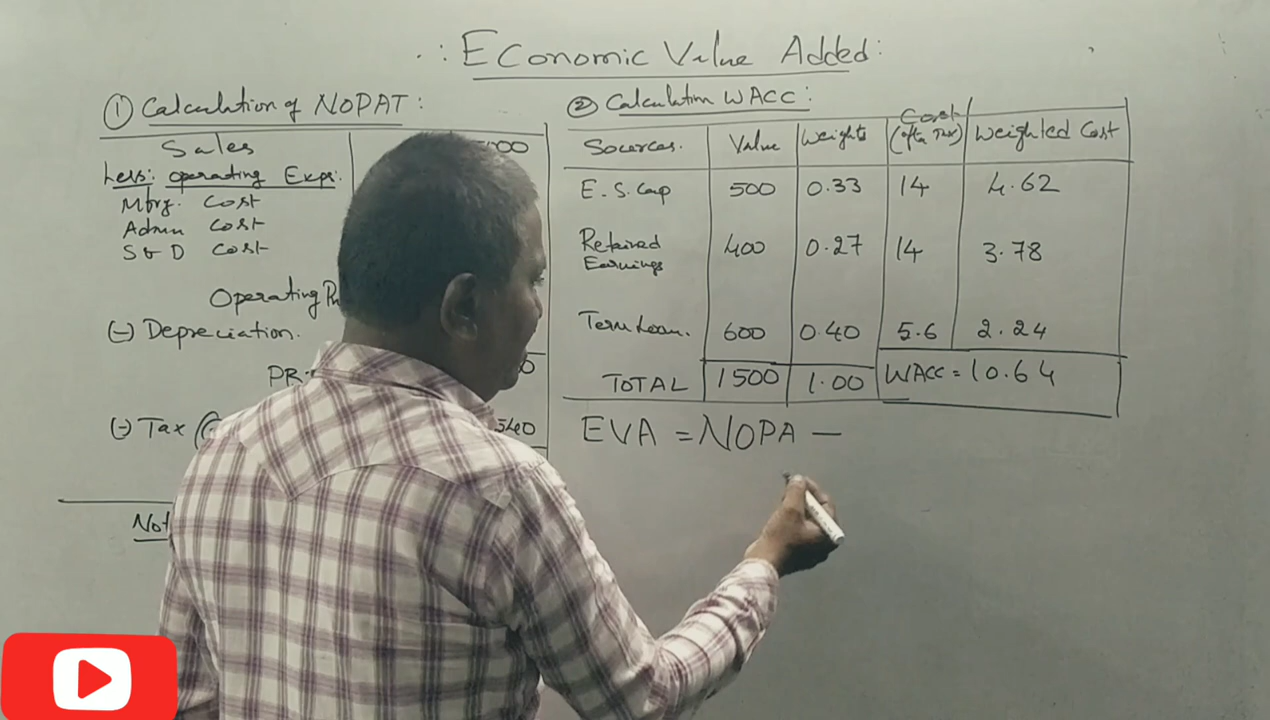 : Economic Value Added:
① Calculation of NOPAT :
Sales
Less: operating Exps:
Mfrg. Cost
Admn Cost
S & D Cost
Operating
(-) Depreciation.
(-) Tax 540
② Calculation WACC :
Sources. Value Weights Cost (after Tax) Weighted Cost
E. S. Cap 500 0.33 14 4.62
Retained Earnings 400 0.27 14 3.78
Term Loan. 600 0.40 5.6 2.24
TOTAL 1500 1.00 WACC = 10.64
EVA = NOPA —